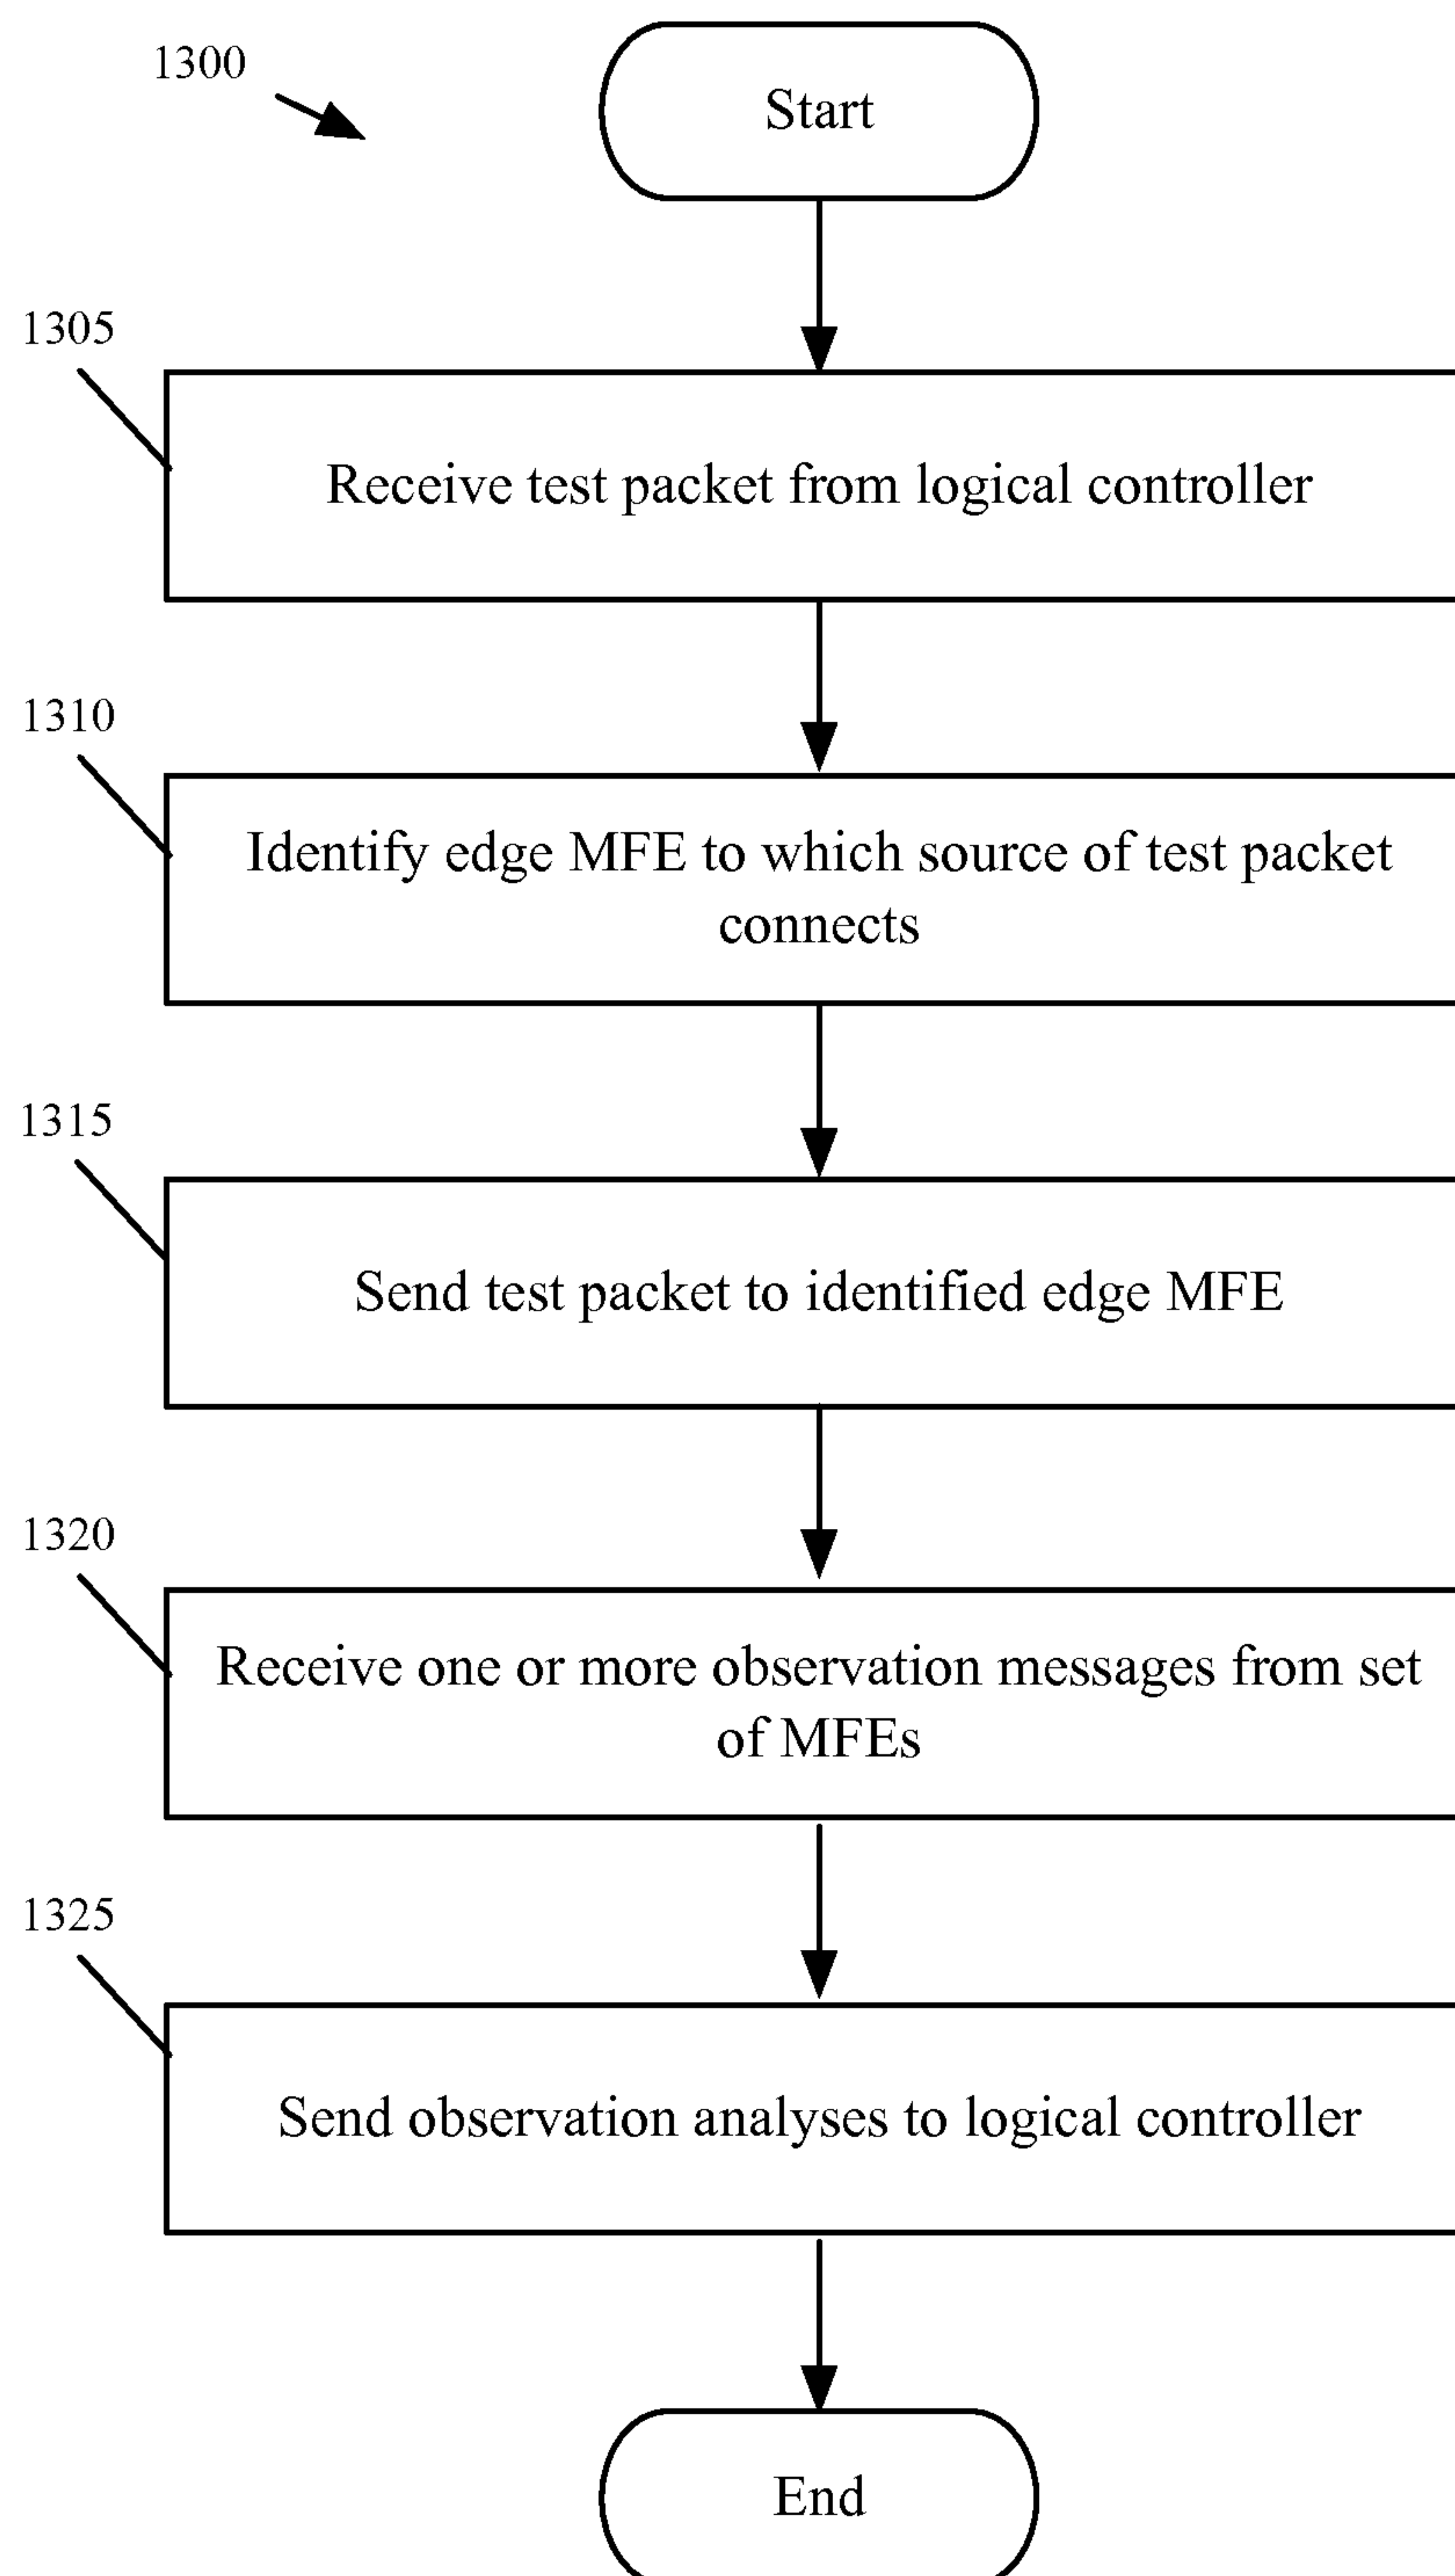 1300
Start
1305
Receive test packet from logical controller
1310
Identify edge MFE to which source of test packet
connects
1315
Send test packet to identified edge MFE
1320
Receive one or more observation messages from set
of MFEs
1325
Send observation analyses to logical controller
End